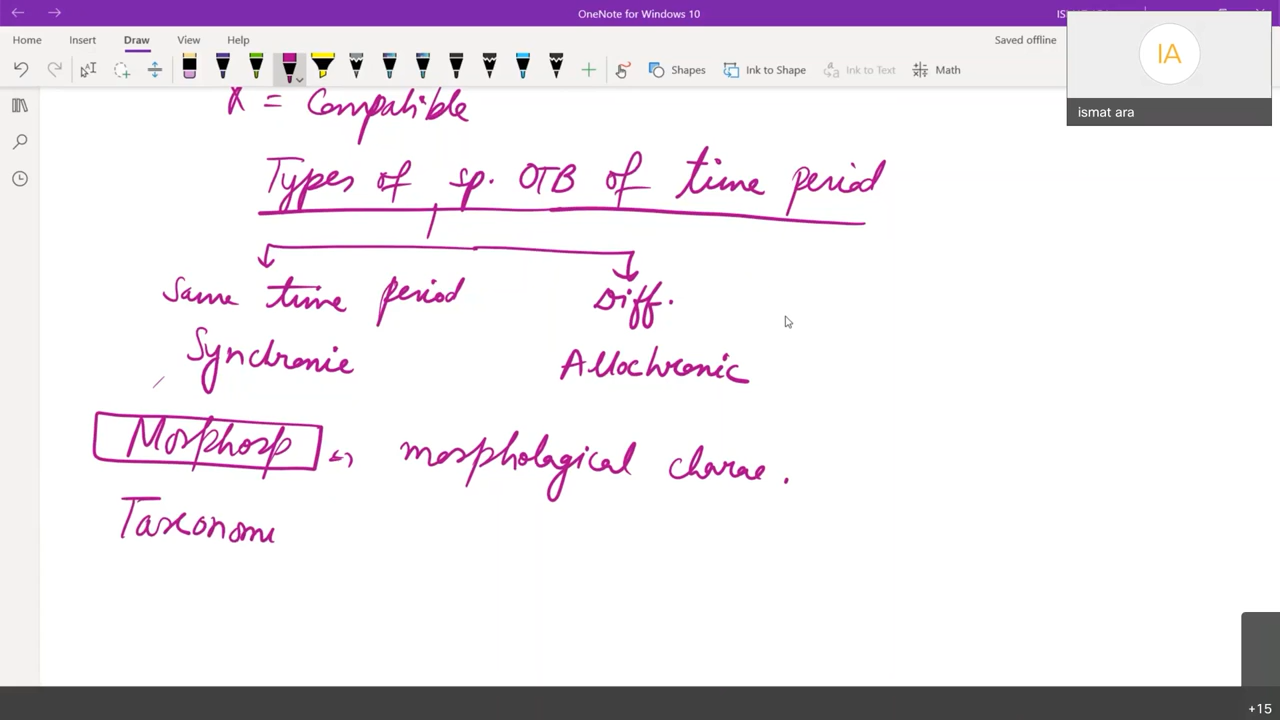 OneNote for Windows 10
Home Insert Draw View Help
Saved offline
Shapes
Ink to Shape
Ink to Text
Math
IA
ismat ara
= Compatible
Types of sp. OTB of time period
Same time period
Diff.
Synchronic
Allochronic
Morphosp
morphological charac.
Taxonom
+15